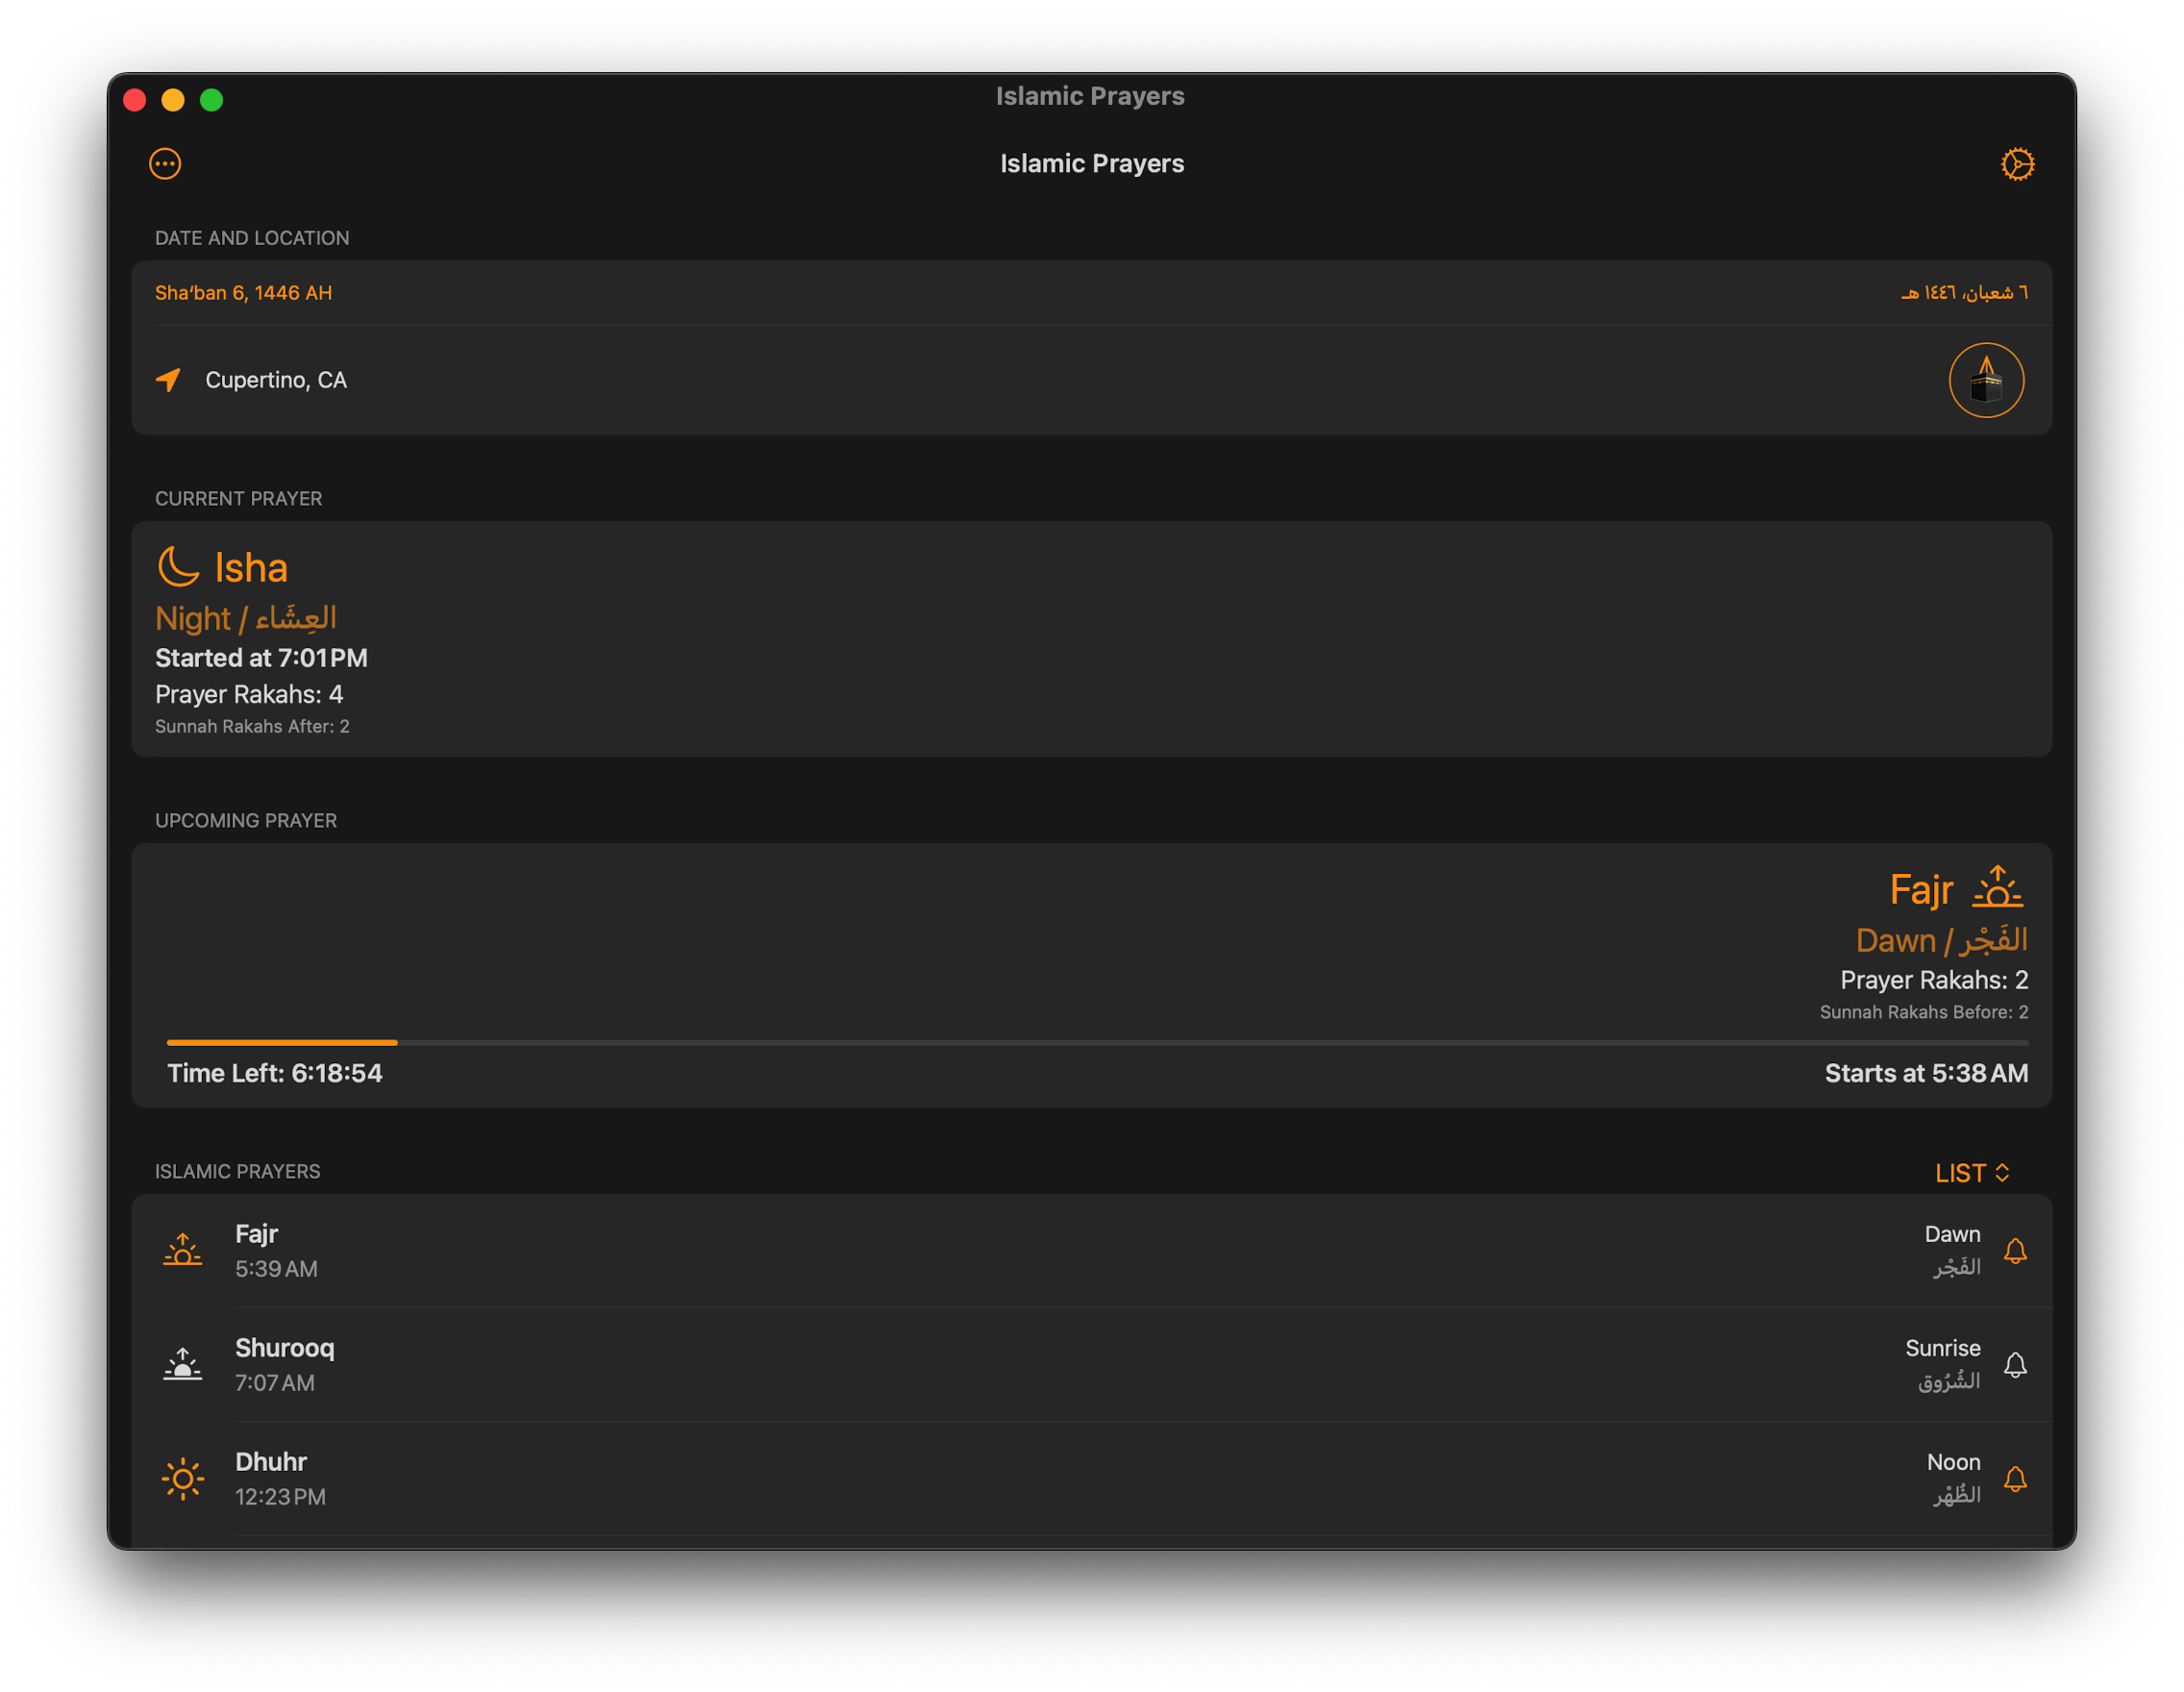 Islamic Prayers
Islamic Prayers
DATE AND LOCATION
Shaʻban 6, 1446 AH
٦ شعبان، ١٤٤٦ هـ
Cupertino, CA
CURRENT PRAYER
Isha
Night / العِشَاء
Started at 7:01 PM
Prayer Rakahs: 4
Sunnah Rakahs After: 2
UPCOMING PRAYER
Fajr
Dawn / الفَجْر
Prayer Rakahs: 2
Sunnah Rakahs Before: 2
Time Left: 6:18:54
Starts at 5:38 AM
ISLAMIC PRAYERS
LIST
Fajr
Dawn
5:39 AM
الفَجْر
Shurooq
Sunrise
7:07 AM
الشُرُوق
Dhuhr
Noon
12:23 PM
الظُهْر